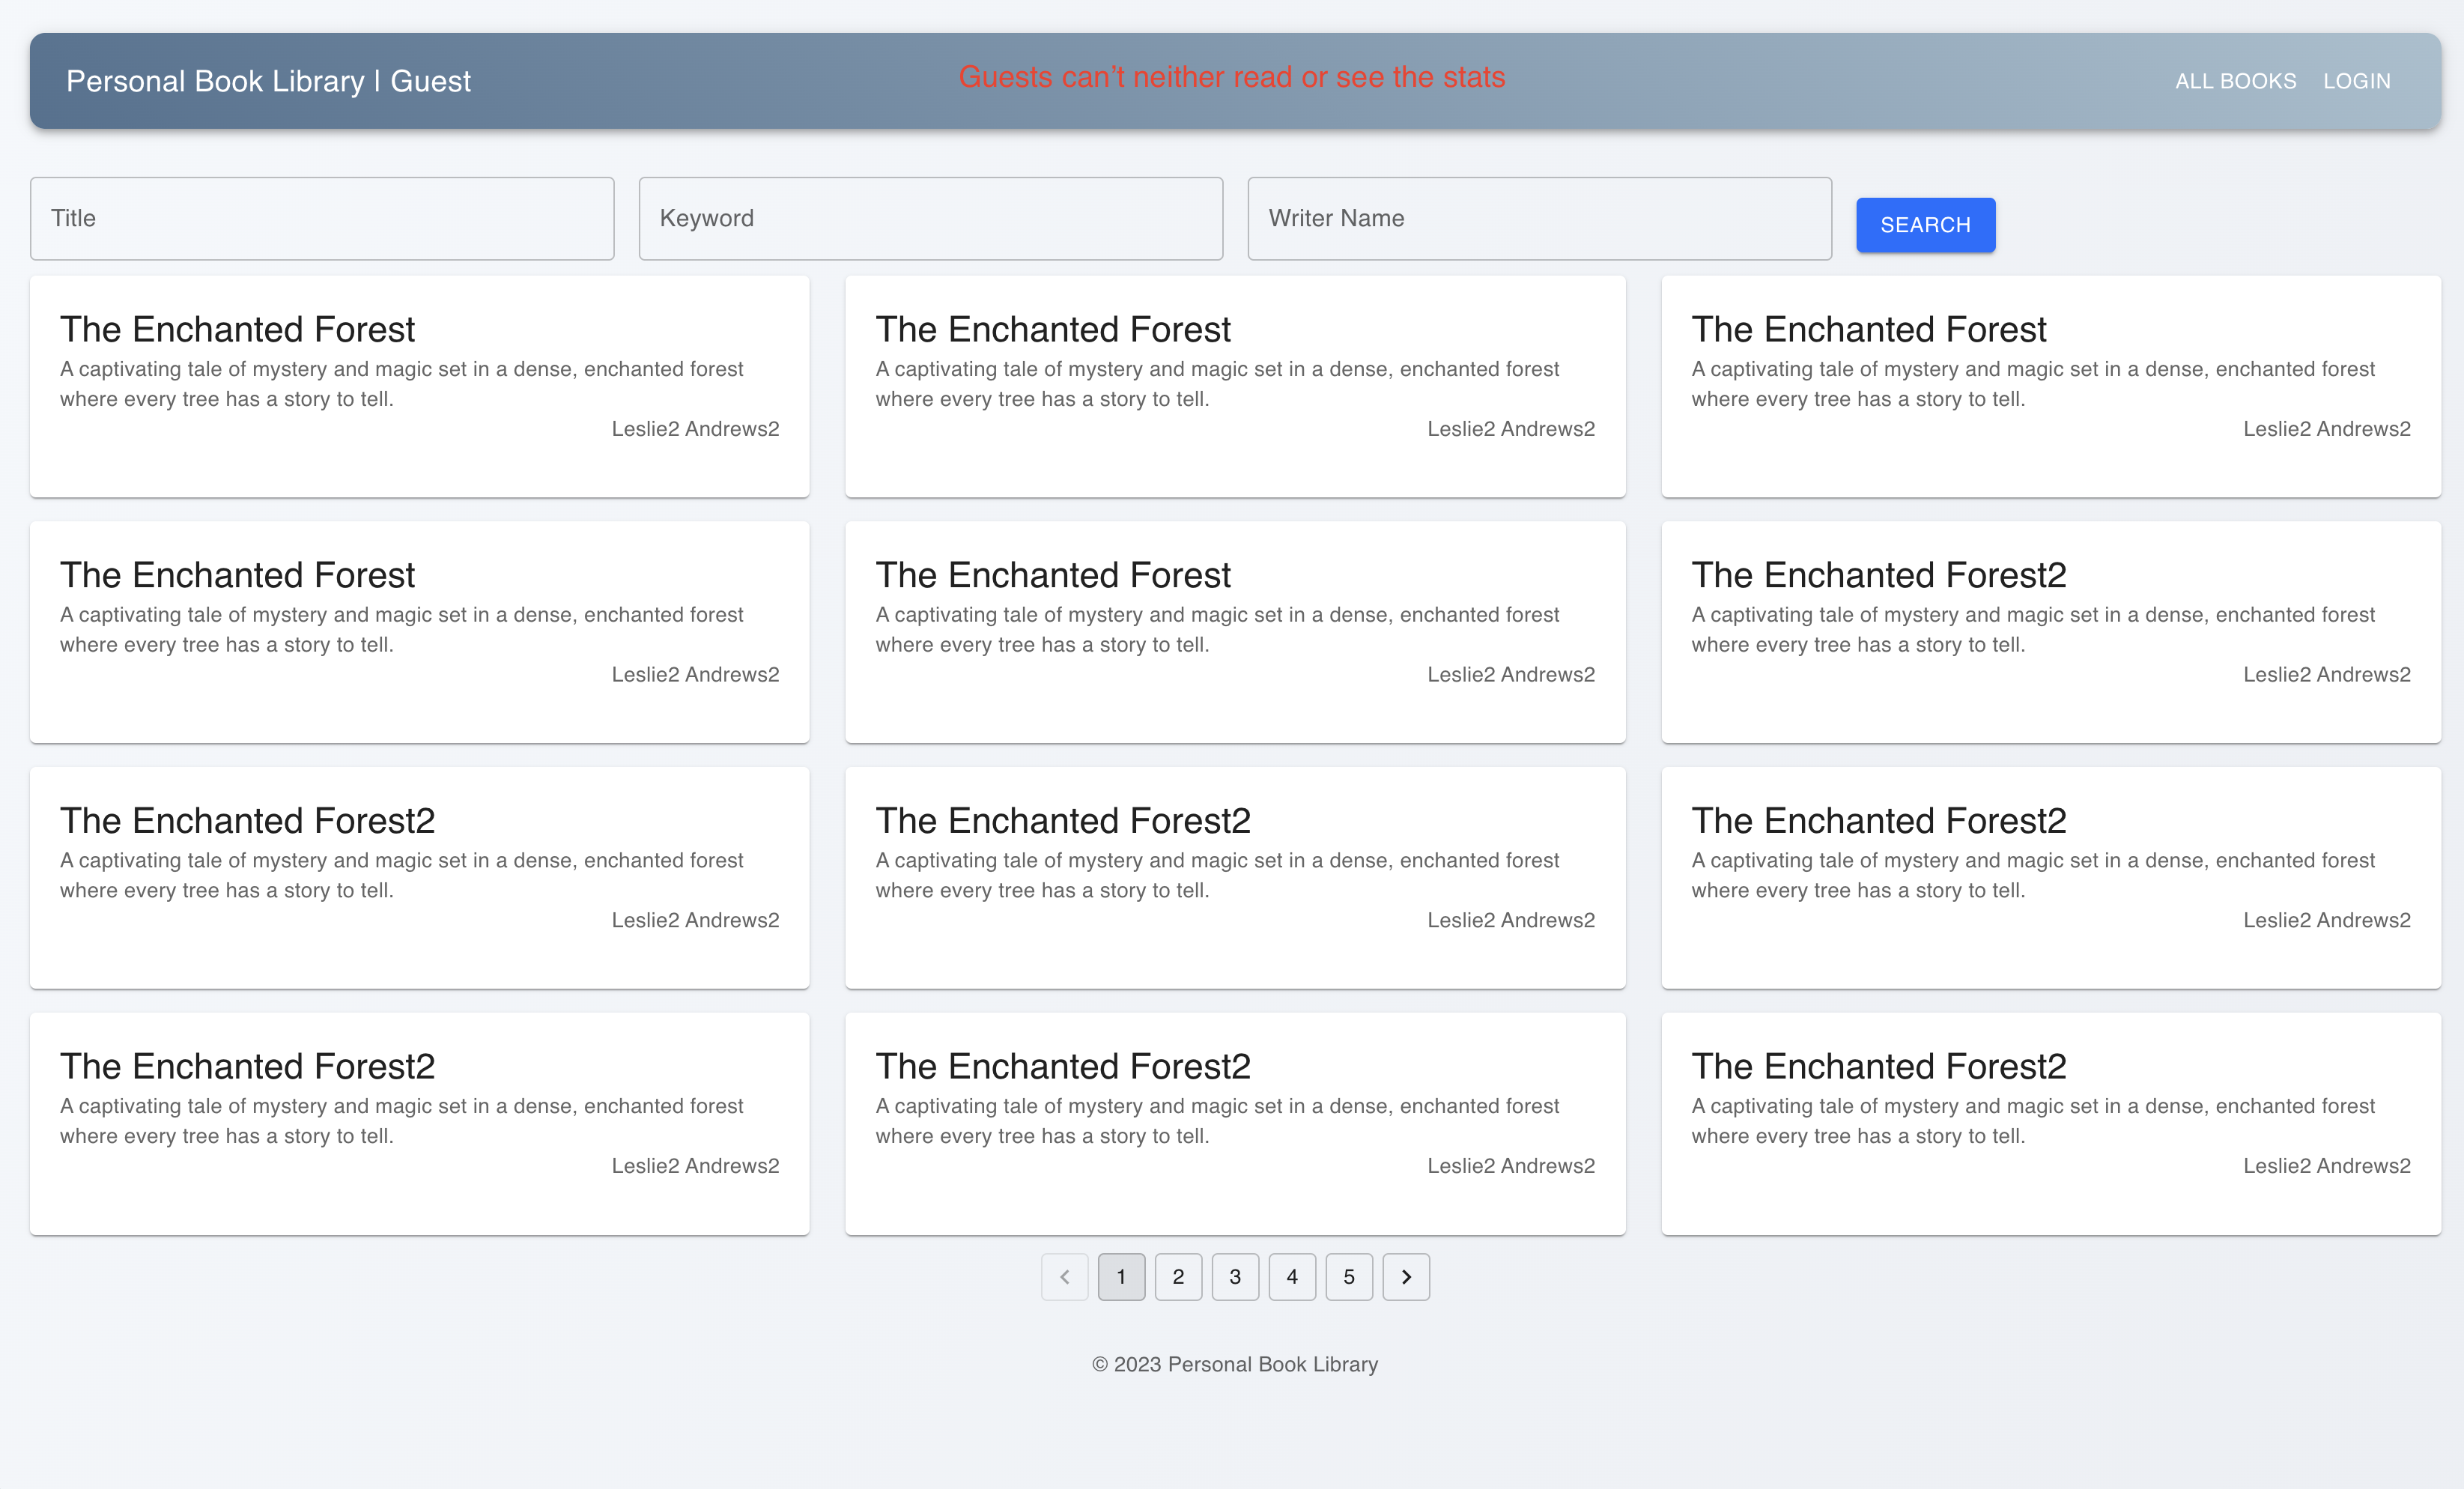 Personal Book Library | Guest
Guests can’t neither read or see the stats
ALL BOOKS
LOGIN
Title
Keyword
Writer Name
SEARCH
The Enchanted Forest
A captivating tale of mystery and magic set in a dense, enchanted forest
where every tree has a story to tell.
Leslie2 Andrews2
The Enchanted Forest
A captivating tale of mystery and magic set in a dense, enchanted forest
where every tree has a story to tell.
Leslie2 Andrews2
The Enchanted Forest
A captivating tale of mystery and magic set in a dense, enchanted forest
where every tree has a story to tell.
Leslie2 Andrews2
The Enchanted Forest
A captivating tale of mystery and magic set in a dense, enchanted forest
where every tree has a story to tell.
Leslie2 Andrews2
The Enchanted Forest
A captivating tale of mystery and magic set in a dense, enchanted forest
where every tree has a story to tell.
Leslie2 Andrews2
The Enchanted Forest2
A captivating tale of mystery and magic set in a dense, enchanted forest
where every tree has a story to tell.
Leslie2 Andrews2
The Enchanted Forest2
A captivating tale of mystery and magic set in a dense, enchanted forest
where every tree has a story to tell.
Leslie2 Andrews2
The Enchanted Forest2
A captivating tale of mystery and magic set in a dense, enchanted forest
where every tree has a story to tell.
Leslie2 Andrews2
The Enchanted Forest2
A captivating tale of mystery and magic set in a dense, enchanted forest
where every tree has a story to tell.
Leslie2 Andrews2
The Enchanted Forest2
A captivating tale of mystery and magic set in a dense, enchanted forest
where every tree has a story to tell.
Leslie2 Andrews2
The Enchanted Forest2
A captivating tale of mystery and magic set in a dense, enchanted forest
where every tree has a story to tell.
Leslie2 Andrews2
The Enchanted Forest2
A captivating tale of mystery and magic set in a dense, enchanted forest
where every tree has a story to tell.
Leslie2 Andrews2
1 2 3 4 5
© 2023 Personal Book Library